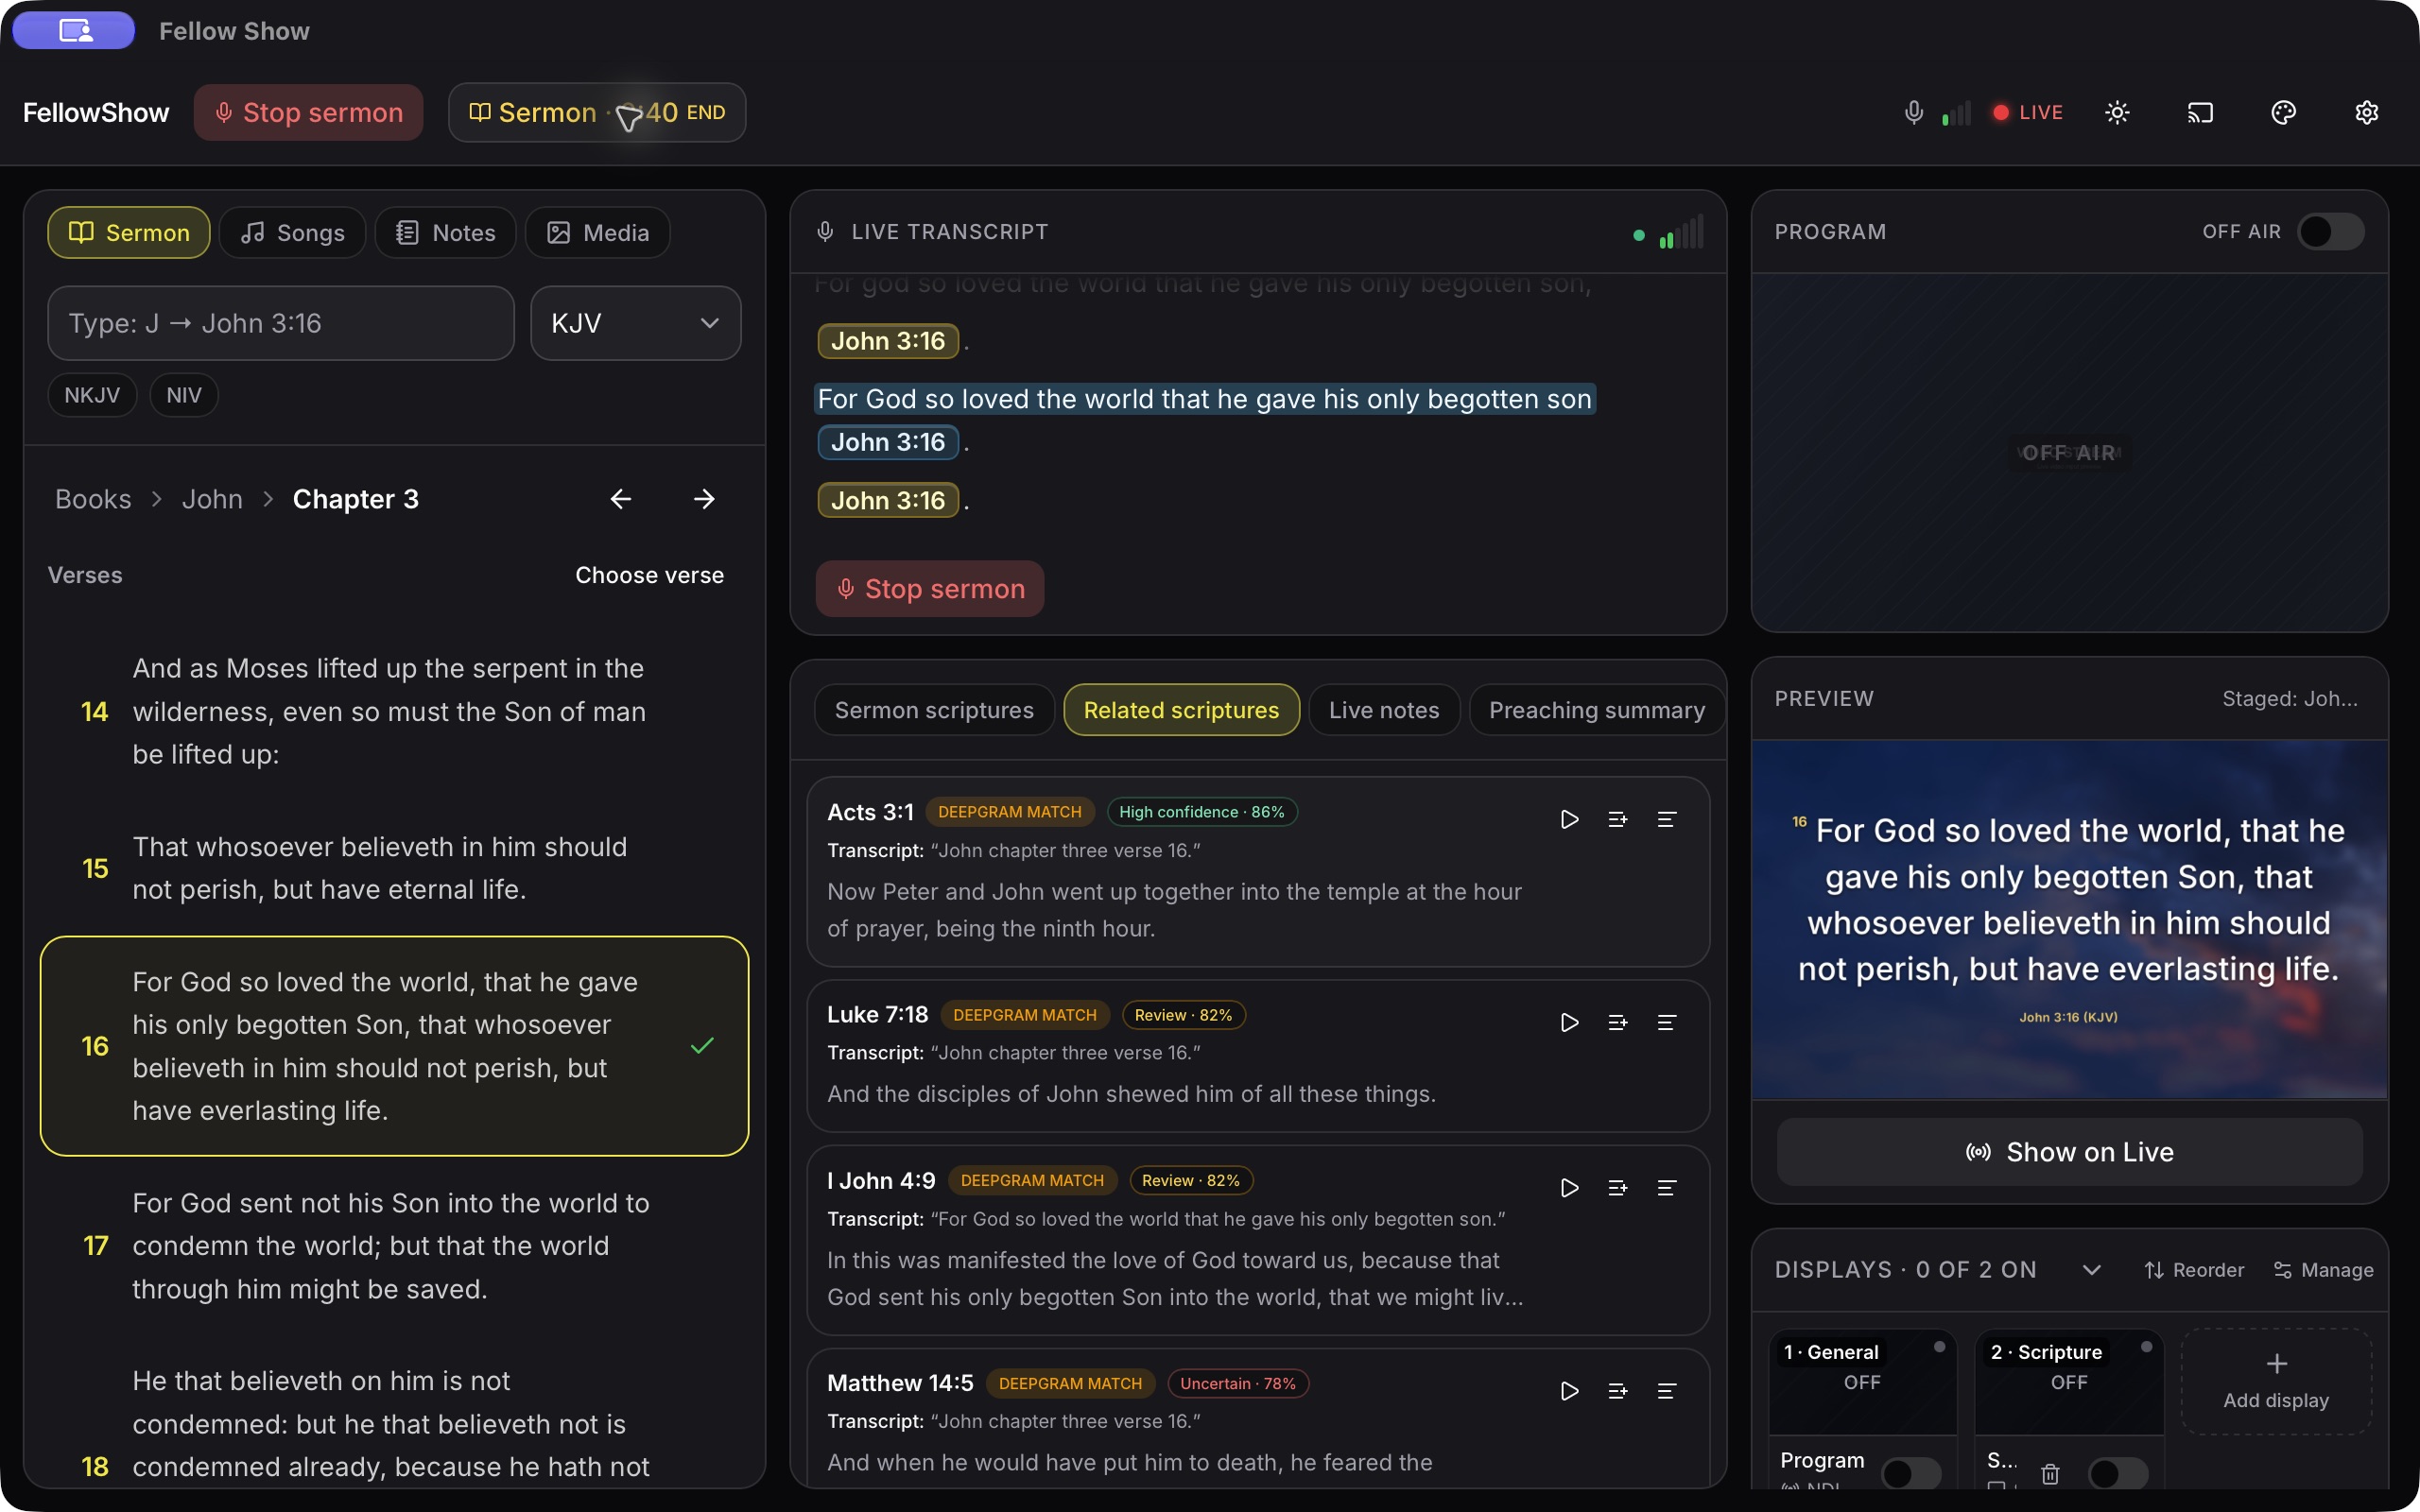 Fellow Show
FellowShow
Stop sermon
Sermon · :40 END
LIVE
Sermon
Songs
Notes
Media
Type: J → John 3:16
KJV
NKJV
NIV
Books > John > Chapter 3
Verses
Choose verse
14
And as Moses lifted up the serpent in the
wilderness, even so must the Son of man
be lifted up:
15
That whosoever believeth in him should
not perish, but have eternal life.
16
For God so loved the world, that he gave
his only begotten Son, that whosoever
believeth in him should not perish, but
have everlasting life.
17
For God sent not his Son into the world to
condemn the world; but that the world
through him might be saved.
18
He that believeth on him is not
condemned: but he that believeth not is
condemned already, because he hath not
LIVE TRANSCRIPT
For god so loved the world that he gave his only begotten son,
John 3:16 .
For God so loved the world that he gave his only begotten son
John 3:16 .
John 3:16 .
Stop sermon
Sermon scriptures
Related scriptures
Live notes
Preaching summary
Acts 3:1 DEEPGRAM MATCH High confidence · 86%
Transcript: “John chapter three verse 16.”
Now Peter and John went up together into the temple at the hour
of prayer, being the ninth hour.
Luke 7:18 DEEPGRAM MATCH Review · 82%
Transcript: “John chapter three verse 16.”
And the disciples of John shewed him of all these things.
I John 4:9 DEEPGRAM MATCH Review · 82%
Transcript: “For God so loved the world that he gave his only begotten son.”
In this was manifested the love of God toward us, because that
God sent his only begotten Son into the world, that we might liv...
Matthew 14:5 DEEPGRAM MATCH Uncertain · 78%
Transcript: “John chapter three verse 16.”
And when he would have put him to death, he feared the
PROGRAM
OFF AIR
OFF AIR
PREVIEW
Staged: Joh...
16 For God so loved the world, that he
gave his only begotten Son, that
whosoever believeth in him should
not perish, but have everlasting life.
John 3:16 (KJV)
Show on Live
DISPLAYS · 0 OF 2 ON
Reorder
Manage
1 · General
OFF
2 · Scripture
OFF
Add display
Program
NDI
S...